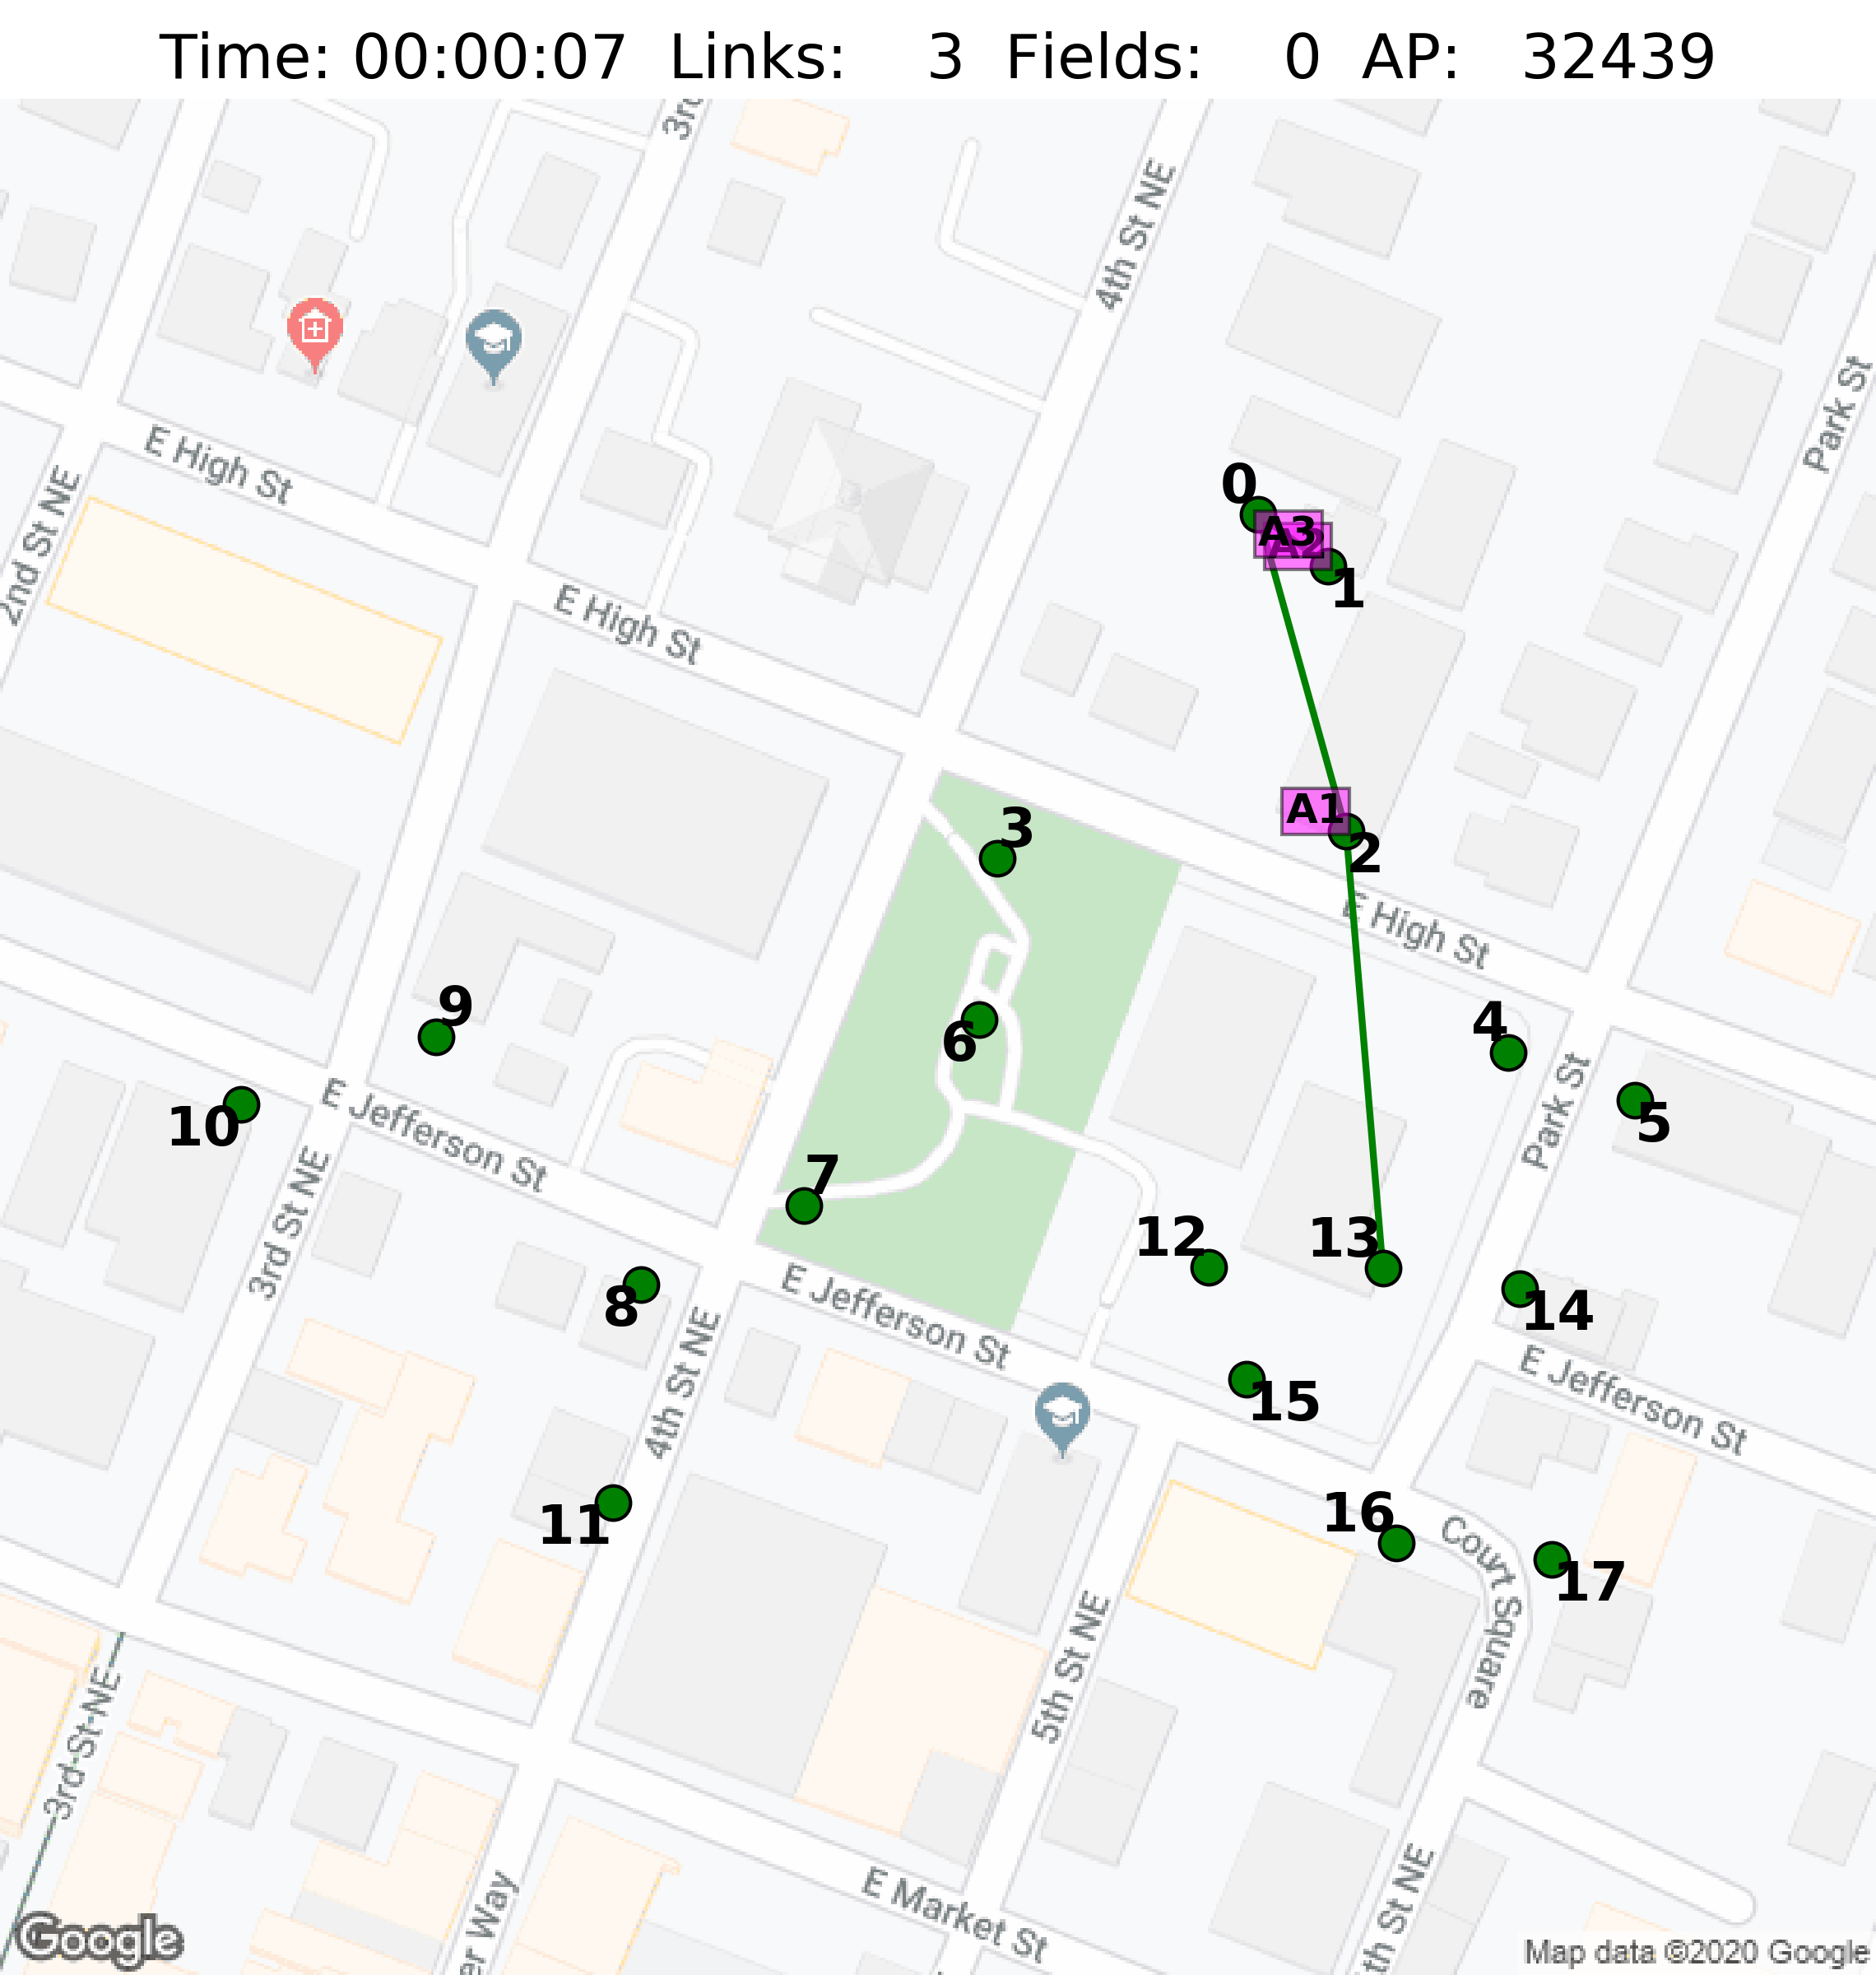 Time: 00:00:07 Links: 3 Fields: 0 AP: 32439
3rd
4th St NE
Park St
E High St
2nd St NE
0
A3
A2
1
E High St
A1
2
3
E High St
9
6
4
10
E Jefferson St
Park St
5
3rd St NE
7
12
13
8
E Jefferson St
14
4th St NE
15
E Jefferson St
11
16
Court Square
17
3rd St NE
5th St NE
E Market St
er Way
th St NE
Google
Map data ©2020 Google